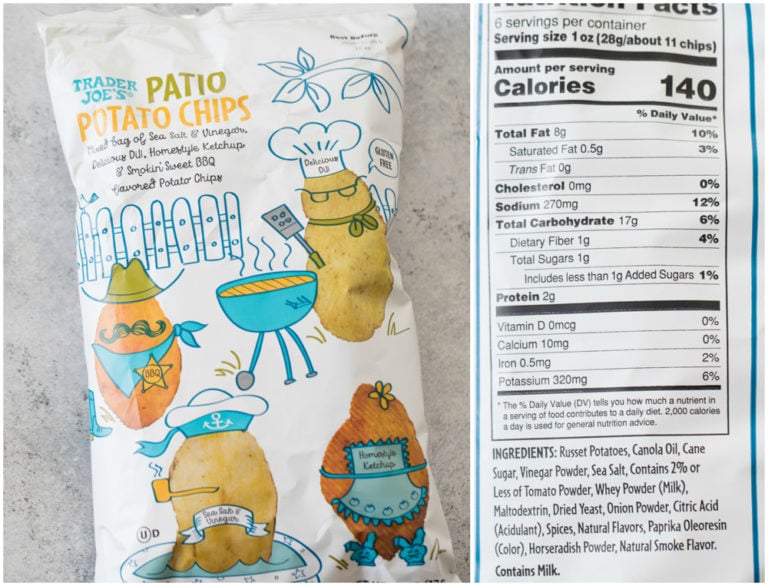 Best Before
TRADER
JOE'S®
PATIO
POTATO CHIPS
Mixed bag of Sea Salt & Vinegar,
Delicious Dill, Homestyle Ketchup
& Smokin' Sweet BBQ
flavored Potato Chips
Delicious
Dill
GLUTEN
FREE
BBQ
Homestyle
Ketchup
Sea Salt &
Vinegar
U D
Nutrition Facts
6 servings per container
Serving size 1 oz (28g/about 11 chips)
Amount per serving
Calories 140
% Daily Value*
Total Fat 8g 10%
Saturated Fat 0.5g 3%
Trans Fat 0g
Cholesterol 0mg 0%
Sodium 270mg 12%
Total Carbohydrate 17g 6%
Dietary Fiber 1g 4%
Total Sugars 1g
Includes less than 1g Added Sugars 1%
Protein 2g
Vitamin D 0mcg 0%
Calcium 10mg 0%
Iron 0.5mg 2%
Potassium 320mg 6%
* The % Daily Value (DV) tells you how much a nutrient in
a serving of food contributes to a daily diet. 2,000 calories
a day is used for general nutrition advice.
INGREDIENTS: Russet Potatoes, Canola Oil, Cane
Sugar, Vinegar Powder, Sea Salt, Contains 2% or
Less of Tomato Powder, Whey Powder (Milk),
Maltodextrin, Dried Yeast, Onion Powder, Citric Acid
(Acidulant), Spices, Natural Flavors, Paprika Oleoresin
(Color), Horseradish Powder, Natural Smoke Flavor.
Contains Milk.